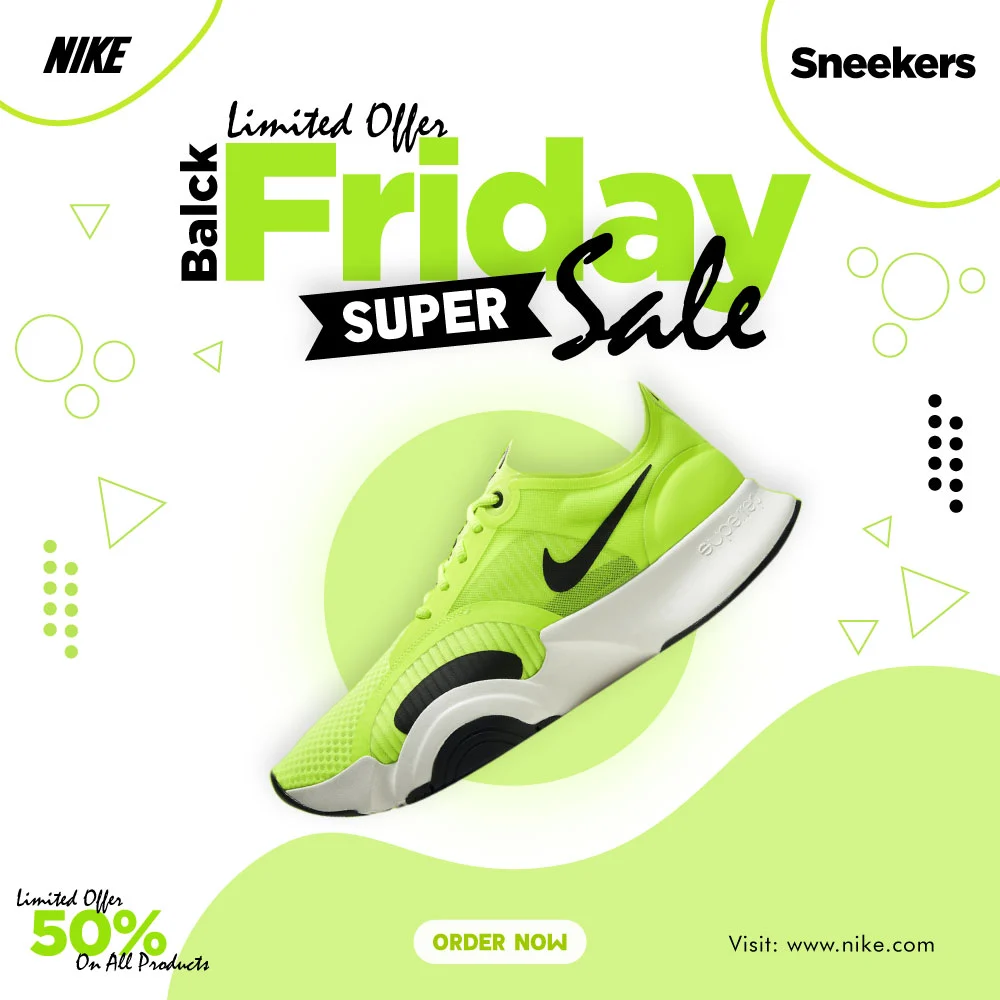 NIKE
Sneekers
Limited Offer
Balck
Friday
SUPER
Sale
superrep
Limited Offer
50%
On All Products
ORDER NOW
Visit: www.nike.com